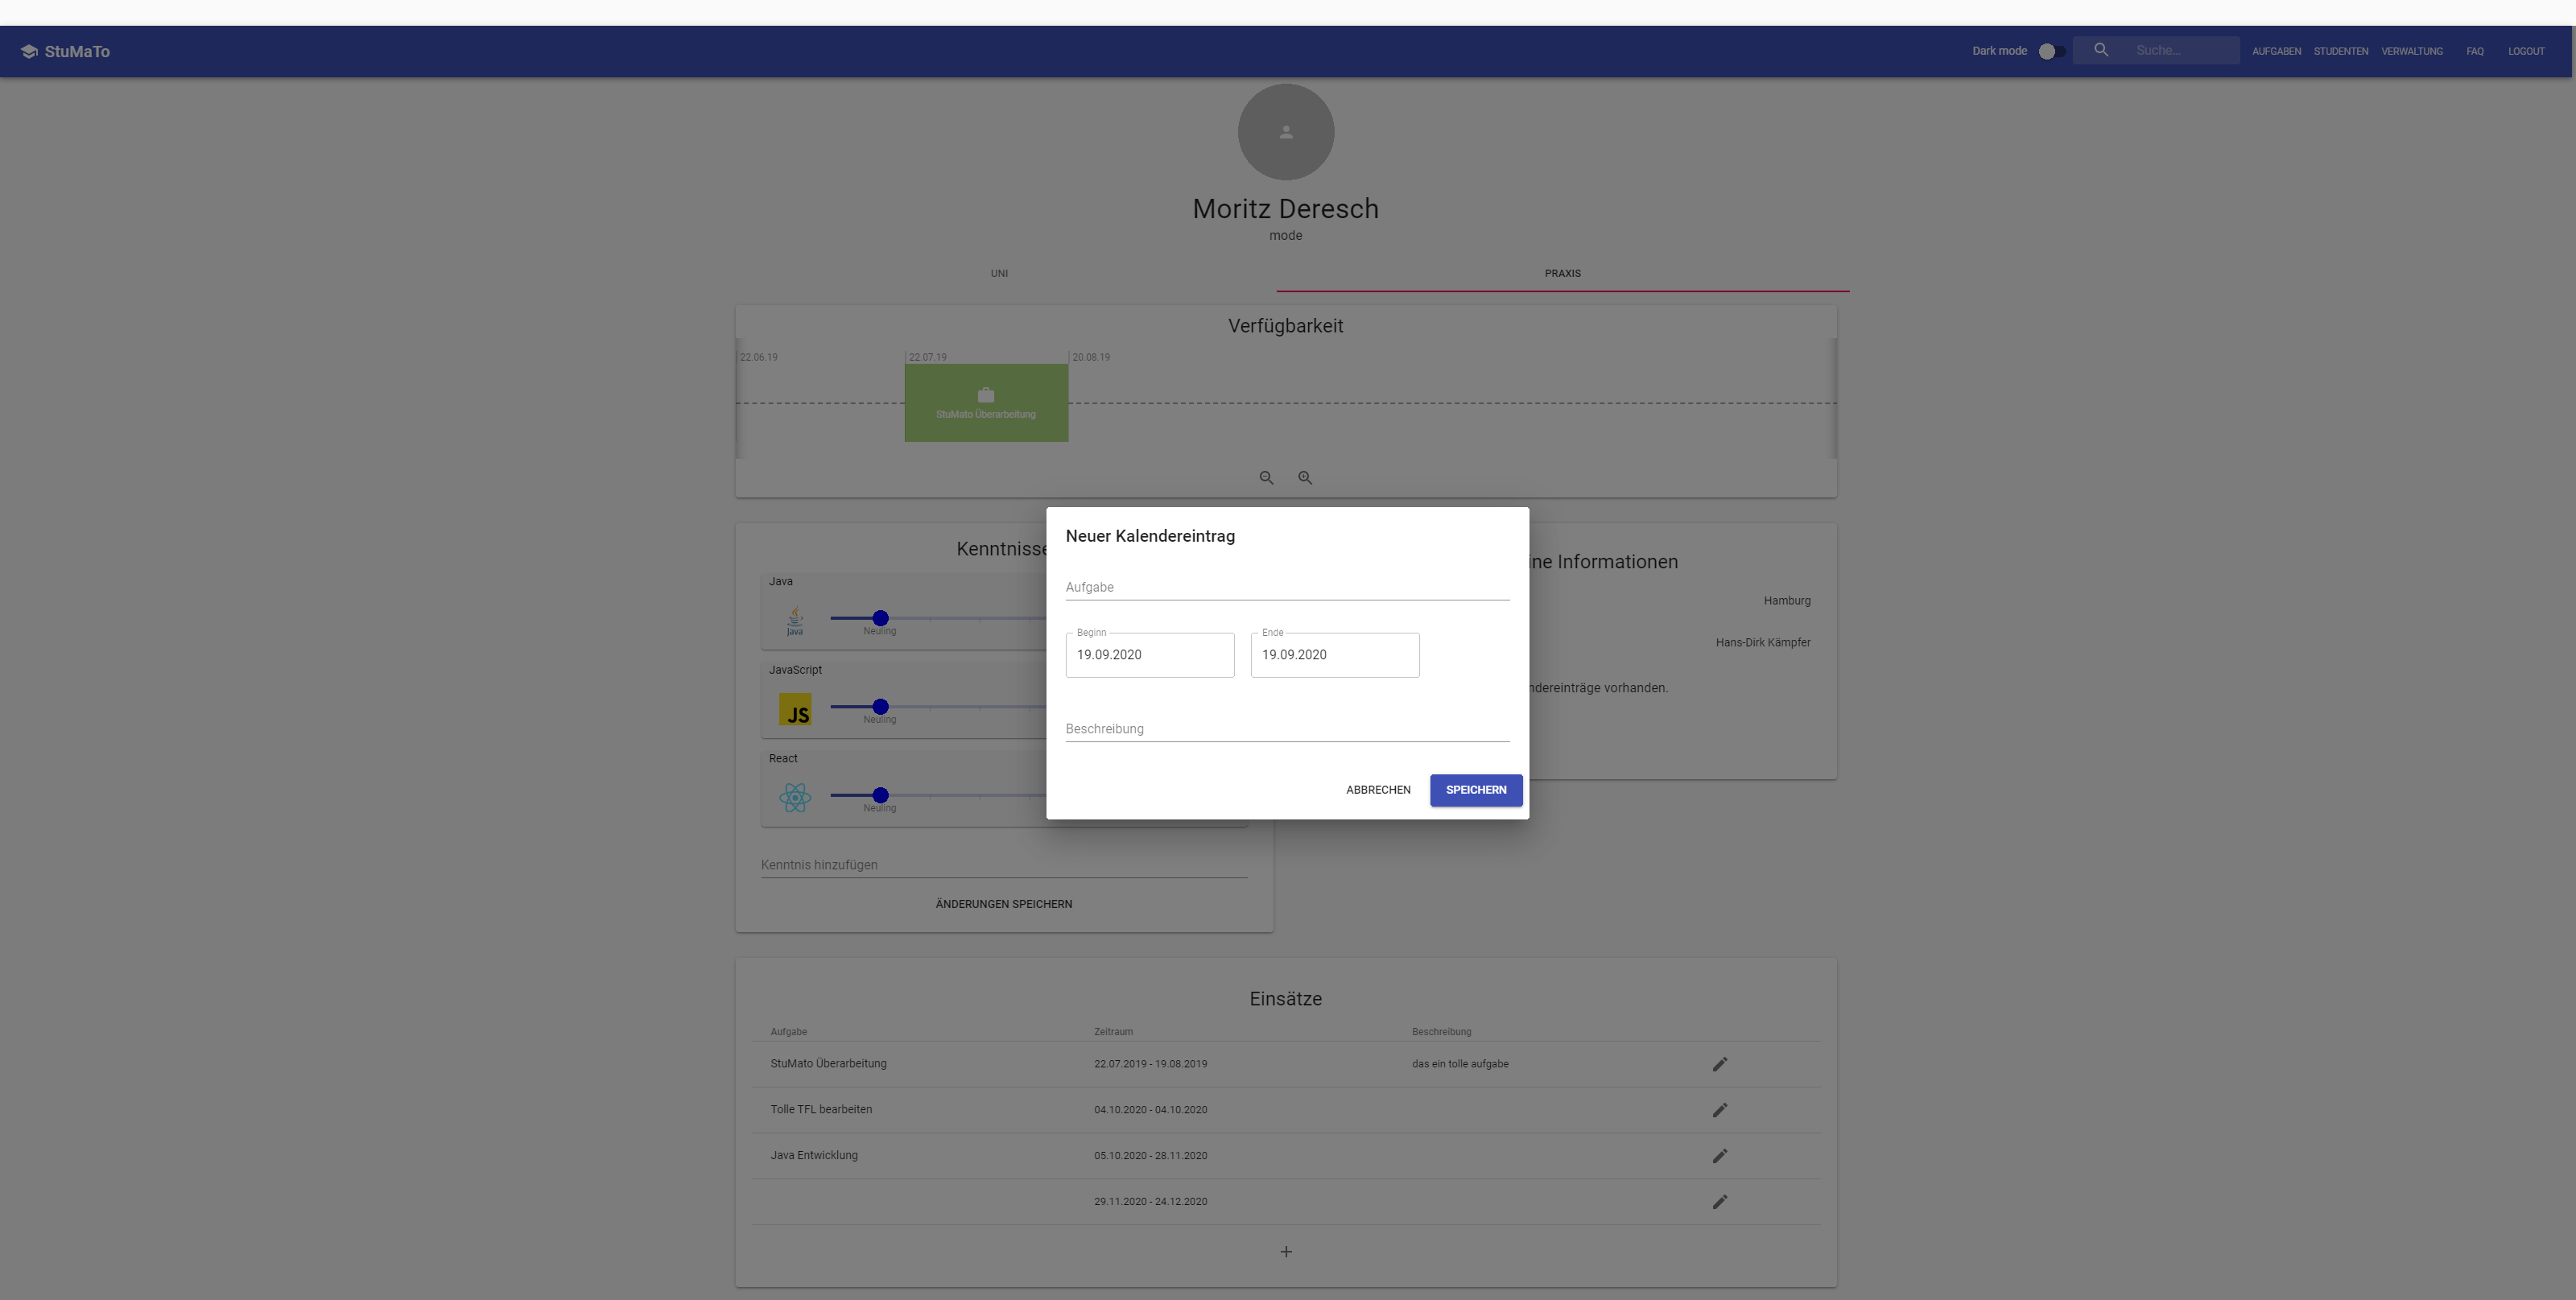 StuMaTo
Dark mode
Suche...
AUFGABEN STUDENTEN VERWALTUNG FAQ LOGOUT
Moritz Deresch
mode
UNI PRAXIS
Verfügbarkeit
22.06.19 22.07.19 20.08.19
StuMato Überarbeitung
Kenntnisse
Java
Java
Neuling
JavaScript
JS
Neuling
React
Neuling
Kenntnis hinzufügen
ÄNDERUNGEN SPEICHERN
Neuer Kalendereintrag
Aufgabe
Beginn Ende
19.09.2020 19.09.2020
Beschreibung
ABBRECHEN SPEICHERN
ine Informationen
Hamburg
Hans-Dirk Kämpfer
ndereinträge vorhanden.
Einsätze
Aufgabe Zeitraum Beschreibung
StuMato Überarbeitung 22.07.2019 - 19.08.2019 das ein tolle aufgabe
Tolle TFL bearbeiten 04.10.2020 - 04.10.2020
Java Entwicklung 05.10.2020 - 28.11.2020
29.11.2020 - 24.12.2020